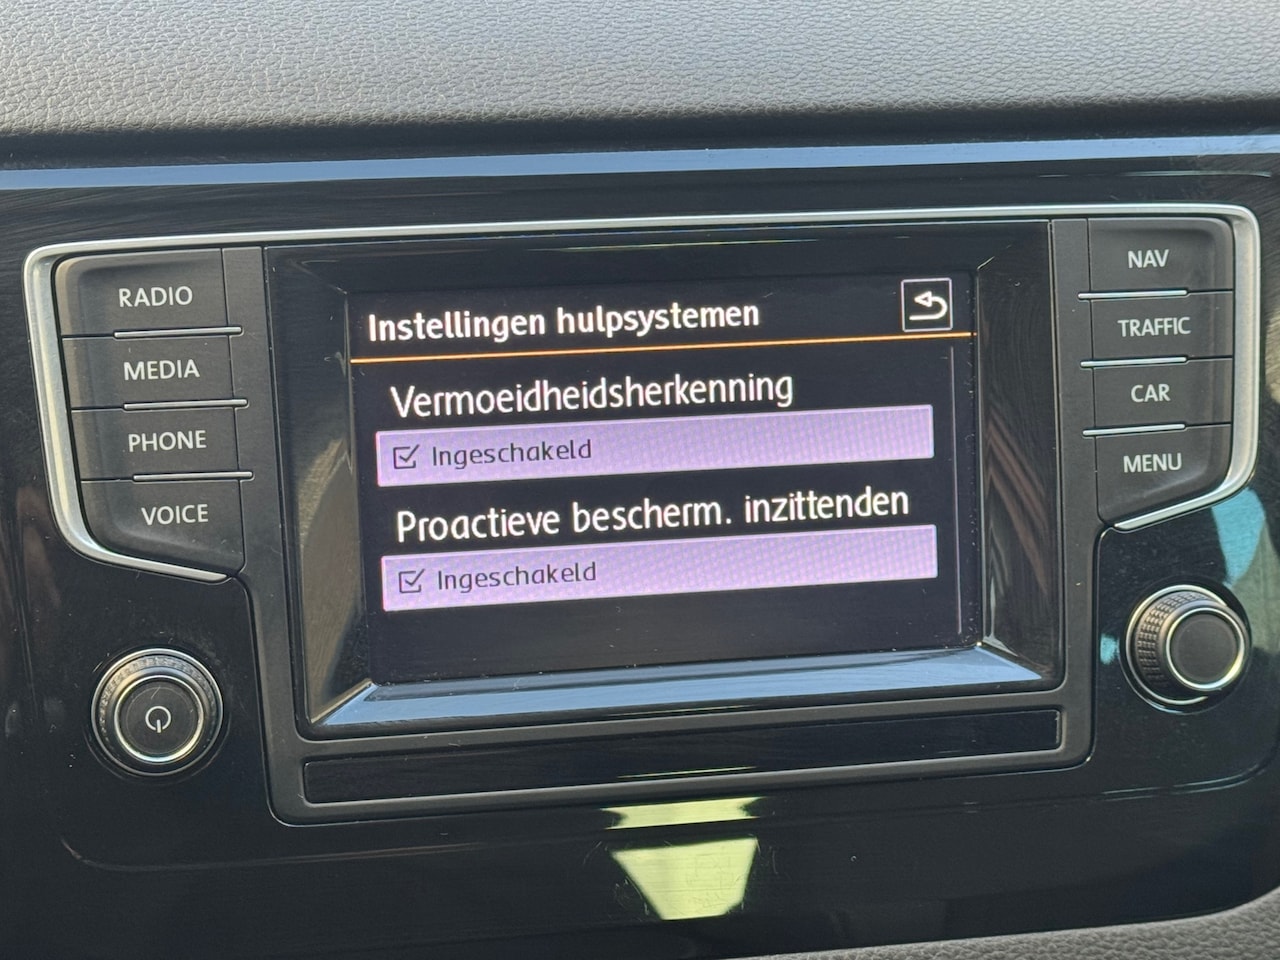 RADIO
MEDIA
PHONE
VOICE
Instellingen hulpsystemen
Vermoeidheidsherkenning
Ingeschakeld
Proactieve bescherm. inzittenden
Ingeschakeld
NAV
TRAFFIC
CAR
MENU